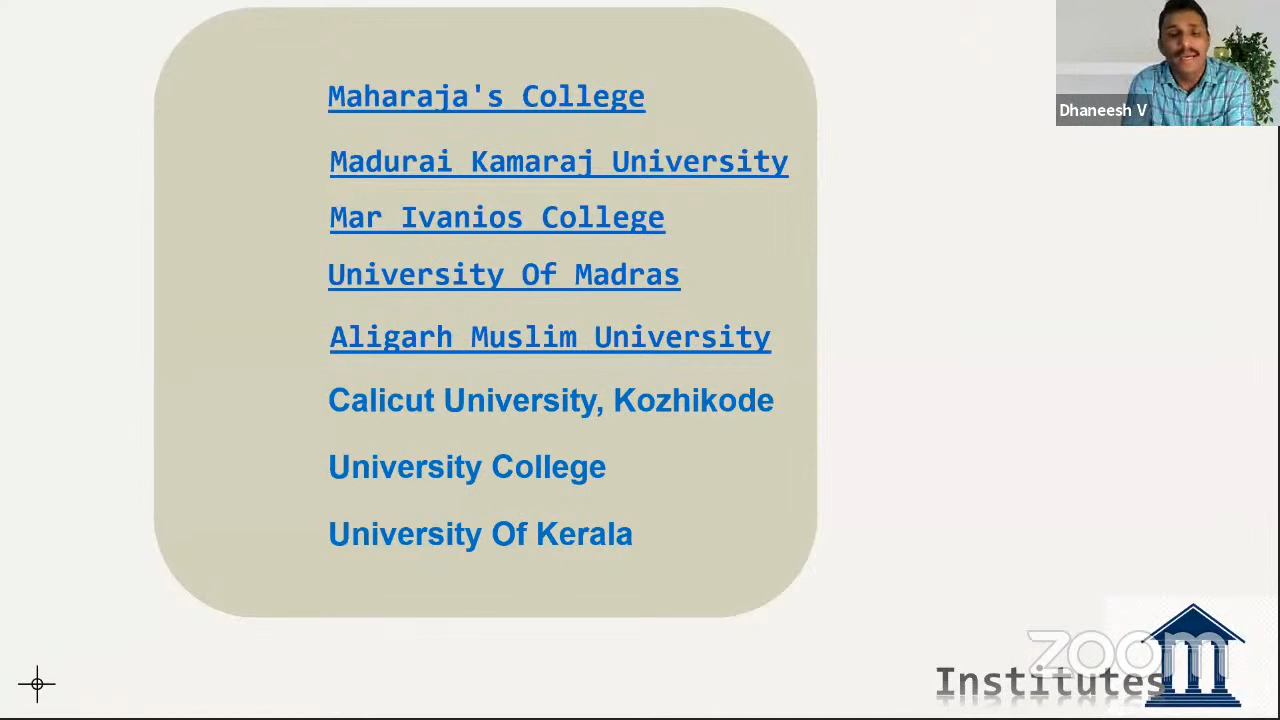 Maharaja's College
Dhaneesh V
Madurai Kamaraj University
Mar Ivanios College
University Of Madras
Aligarh Muslim University
Calicut University, Kozhikode
University College
University Of Kerala
zoom
Institutes